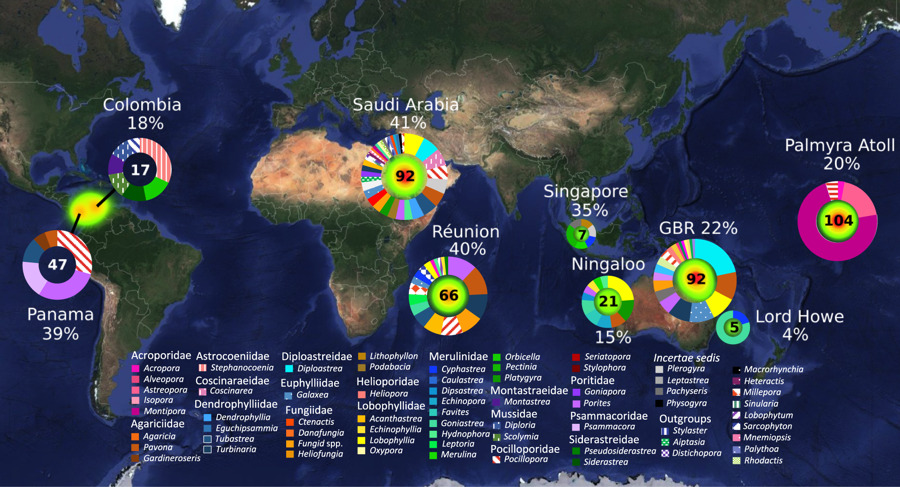 Colombia
18%
17
Saudi Arabia
41%
92
Palmyra Atoll
20%
104
Singapore
35%
7
GBR 22%
92
Réunion
40%
66
Ningaloo
21
15%
Lord Howe
4%
5
47
Panama
39%
Acroporidae
Acropora
Alveopora
Astreopora
Isopora
Montipora
Agariciidae
Agaricia
Pavona
Gardineroseris
Astrocoeniidae
Stephanocoenia
Coscinaraeidae
Coscinarea
Dendrophylliidae
Dendrophyllia
Eguchipsammia
Tubastrea
Turbinaria
Diploastreidae
Diploastrea
Euphylliidae
Galaxea
Fungiidae
Ctenactis
Danafungia
Fungid spp.
Heliofungia
Lithophyllon
Podabacia
Helioporidae
Heliopora
Lobophylliidae
Acanthastrea
Echinophyllia
Lobophyllia
Oxypora
Merulinidae
Cyphastrea
Caulastrea
Dipsastrea
Echinopora
Favites
Goniastrea
Hydnophora
Leptoria
Merulina
Orbicella
Pectinia
Platygyra
Montastraeidae
Montastrea
Mussidae
Diploria
Scolymia
Pocilloporidae
Pocillopora
Seriatopora
Stylophora
Poritidae
Goniapora
Porites
Psammacoridae
Psammacora
Siderastreidae
Pseudosiderastrea
Siderastrea
Incertae sedis
Plerogyra
Leptastrea
Pachyseris
Physogyra
Outgroups
Stylaster
Aiptasia
Distichopora
Macrorhynchia
Heteractis
Millepora
Sinularia
Lobophytum
Sarcophyton
Mnemiopsis
Palythoa
Rhodactis